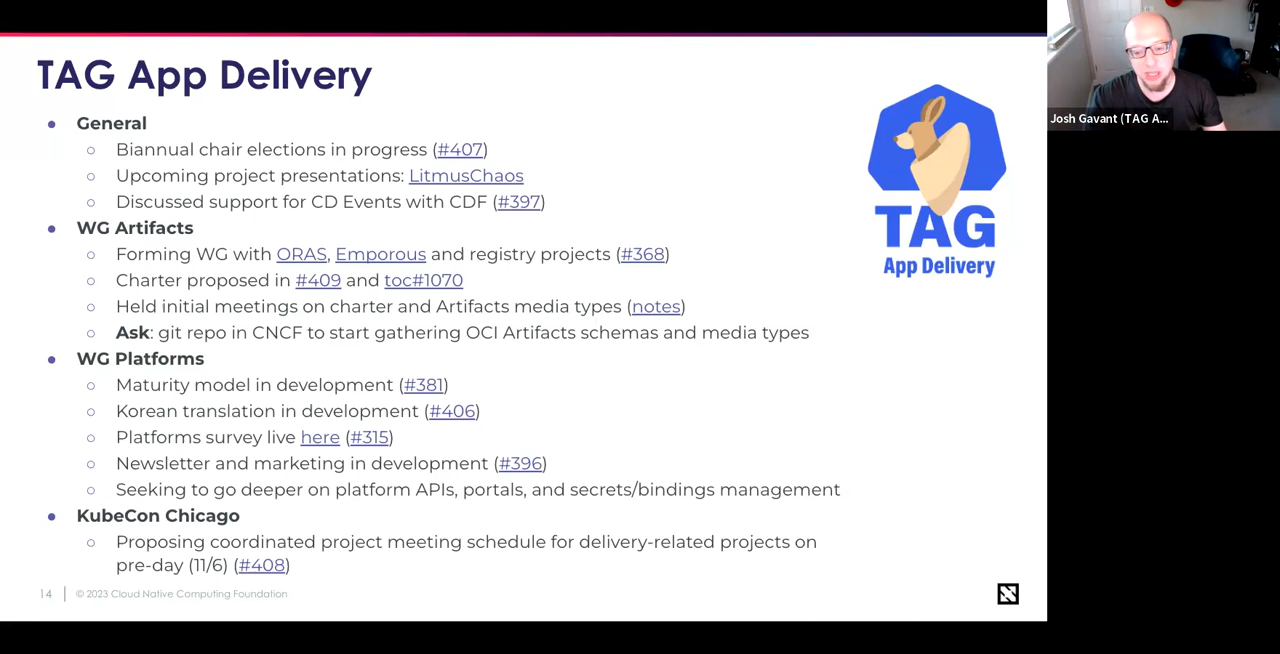 TAG App Delivery
● General
○ Biannual chair elections in progress (#407)
○ Upcoming project presentations: LitmusChaos
○ Discussed support for CD Events with CDF (#397)
● WG Artifacts
○ Forming WG with ORAS, Emporous and registry projects (#368)
○ Charter proposed in #409 and toc#1070
○ Held initial meetings on charter and Artifacts media types (notes)
○ Ask: git repo in CNCF to start gathering OCI Artifacts schemas and media types
● WG Platforms
○ Maturity model in development (#381)
○ Korean translation in development (#406)
○ Platforms survey live here (#315)
○ Newsletter and marketing in development (#396)
○ Seeking to go deeper on platform APIs, portals, and secrets/bindings management
● KubeCon Chicago
○ Proposing coordinated project meeting schedule for delivery-related projects on
pre-day (11/6) (#408)
14 | © 2023 Cloud Native Computing Foundation
TAG
App Delivery
Josh Gavant (TAG A...